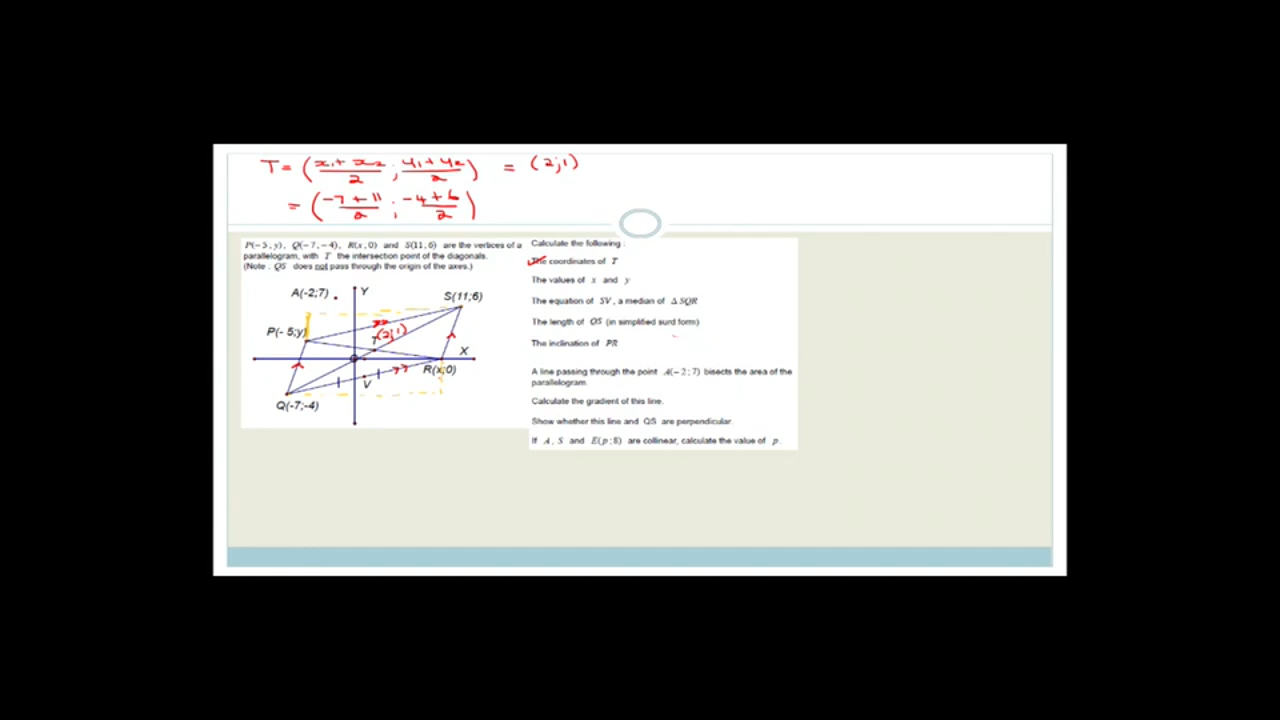 T = (x₁ + x₂ / 2 ; y₁ + y₂ / 2) = (2;1)
= (-7 + 11 / 2 ; -4 + 6 / 2)
P(−5; y), Q(−7; −4), R(x; 0) and S(11; 6) are the vertices of a
parallelogram, with T the intersection point of the diagonals.
(Note : QS does not pass through the origin of the axes.)
A(-2;7)
Y
S(11;6)
P(- 5;y)
(2;1)
T
X
R(x;0)
V
Q(-7;-4)
Calculate the following :
The coordinates of T
The values of x and y
The equation of SV, a median of Δ SQR
The length of QS (in simplified surd form)
The inclination of PR
A line passing through the point A(−2; 7) bisects the area of the
parallelogram.
Calculate the gradient of this line.
Show whether this line and QS are perpendicular.
If A, S and E(p; 8) are collinear, calculate the value of p.